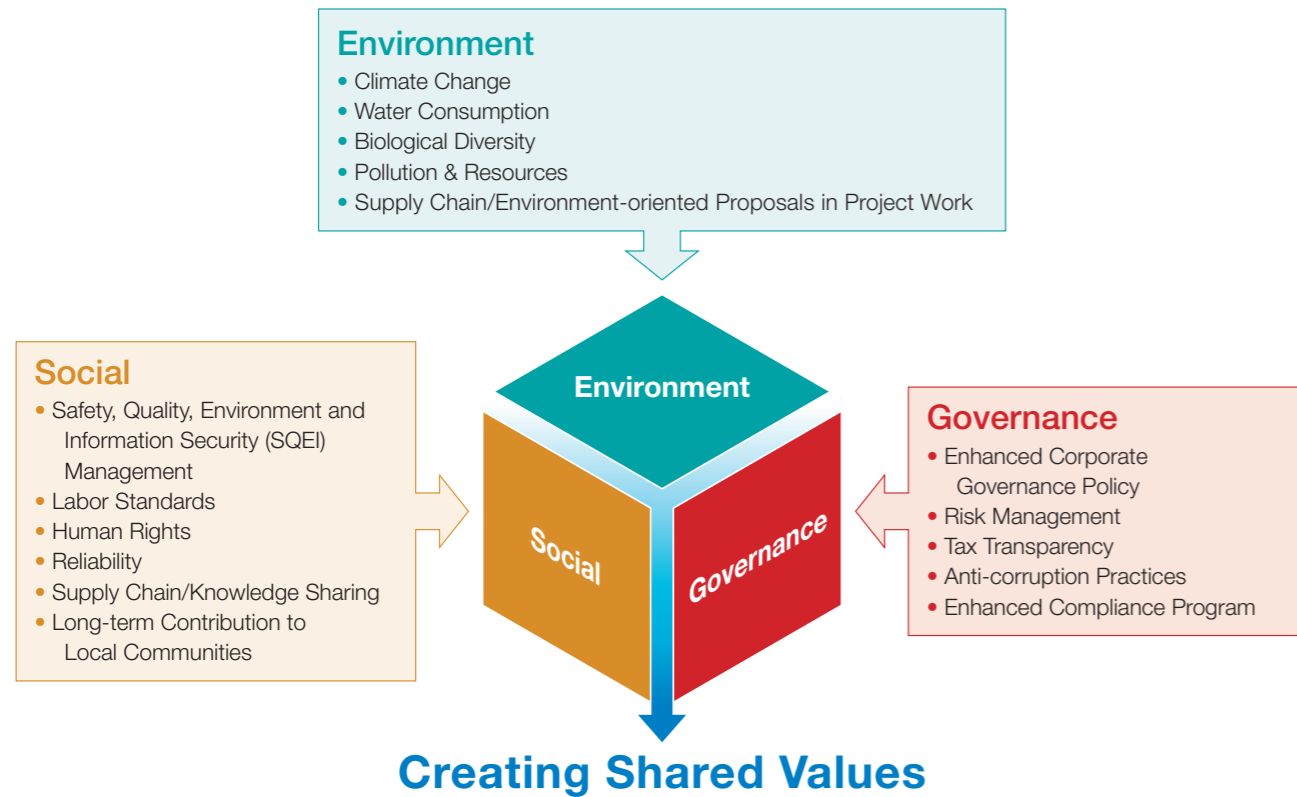 Environment
• Climate Change
• Water Consumption
• Biological Diversity
• Pollution & Resources
• Supply Chain/Environment-oriented Proposals in Project Work
Social
• Safety, Quality, Environment and
Information Security (SQEI)
Management
• Labor Standards
• Human Rights
• Reliability
• Supply Chain/Knowledge Sharing
• Long-term Contribution to
Local Communities
Environment
Social
Governance
Governance
• Enhanced Corporate
Governance Policy
• Risk Management
• Tax Transparency
• Anti-corruption Practices
• Enhanced Compliance Program
Creating Shared Values